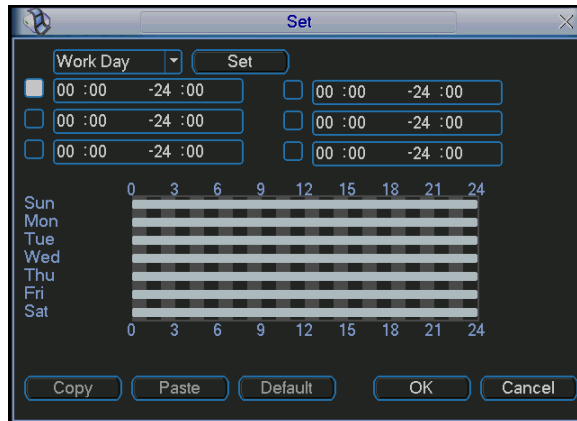 Set
Work Day Set
00 :00 -24 :00 00 :00 -24 :00
00 :00 -24 :00 00 :00 -24 :00
00 :00 -24 :00 00 :00 -24 :00
0 3 6 9 12 15 18 21 24
Sun
Mon
Tue
Wed
Thu
Fri
Sat
0 3 6 9 12 15 18 21 24
Copy Paste Default OK Cancel